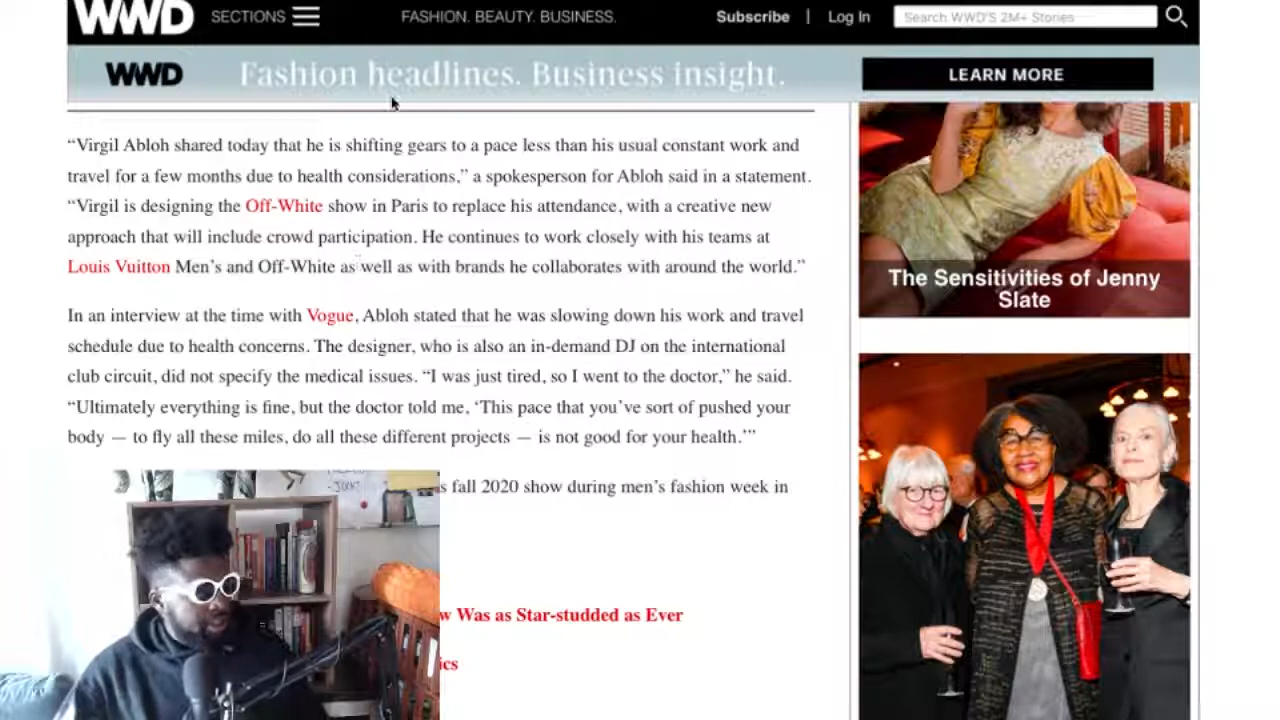 WWD SECTIONS FASHION. BEAUTY. BUSINESS. Subscribe | Log In Search WWD'S 2M+ Stories
WWD Fashion headlines. Business insight. LEARN MORE
“Virgil Abloh shared today that he is shifting gears to a pace less than his usual constant work and
travel for a few months due to health considerations,” a spokesperson for Abloh said in a statement.
“Virgil is designing the Off-White show in Paris to replace his attendance, with a creative new
approach that will include crowd participation. He continues to work closely with his teams at
Louis Vuitton Men’s and Off-White as well as with brands he collaborates with around the world.”
In an interview at the time with Vogue, Abloh stated that he was slowing down his work and travel
schedule due to health concerns. The designer, who is also an in-demand DJ on the international
club circuit, did not specify the medical issues. “I was just tired, so I went to the doctor,” he said.
“Ultimately everything is fine, but the doctor told me, ‘This pace that you’ve sort of pushed your
body — to fly all these miles, do all these different projects — is not good for your health.’”
s fall 2020 show during men’s fashion week in
w Was as Star-studded as Ever
ics
The Sensitivities of Jenny
Slate